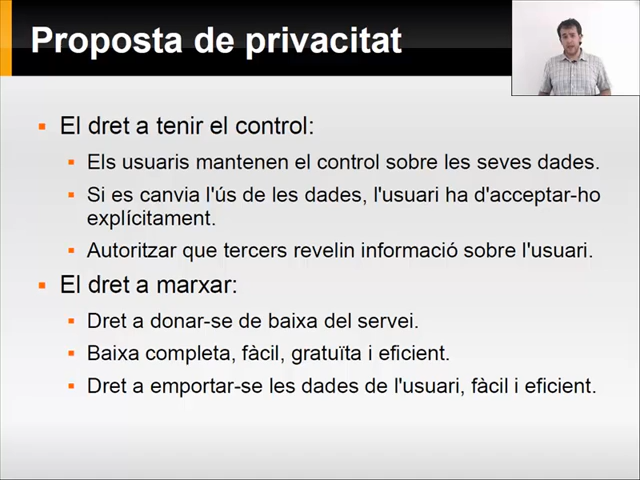 Proposta de privacitat
El dret a tenir el control:
Els usuaris mantenen el control sobre les seves dades.
Si es canvia l'ús de les dades, l'usuari ha d'acceptar-ho
explícitament.
Autoritzar que tercers revelin informació sobre l'usuari.
El dret a marxar:
Dret a donar-se de baixa del servei.
Baixa completa, fàcil, gratuïta i eficient.
Dret a emportar-se les dades de l'usuari, fàcil i eficient.